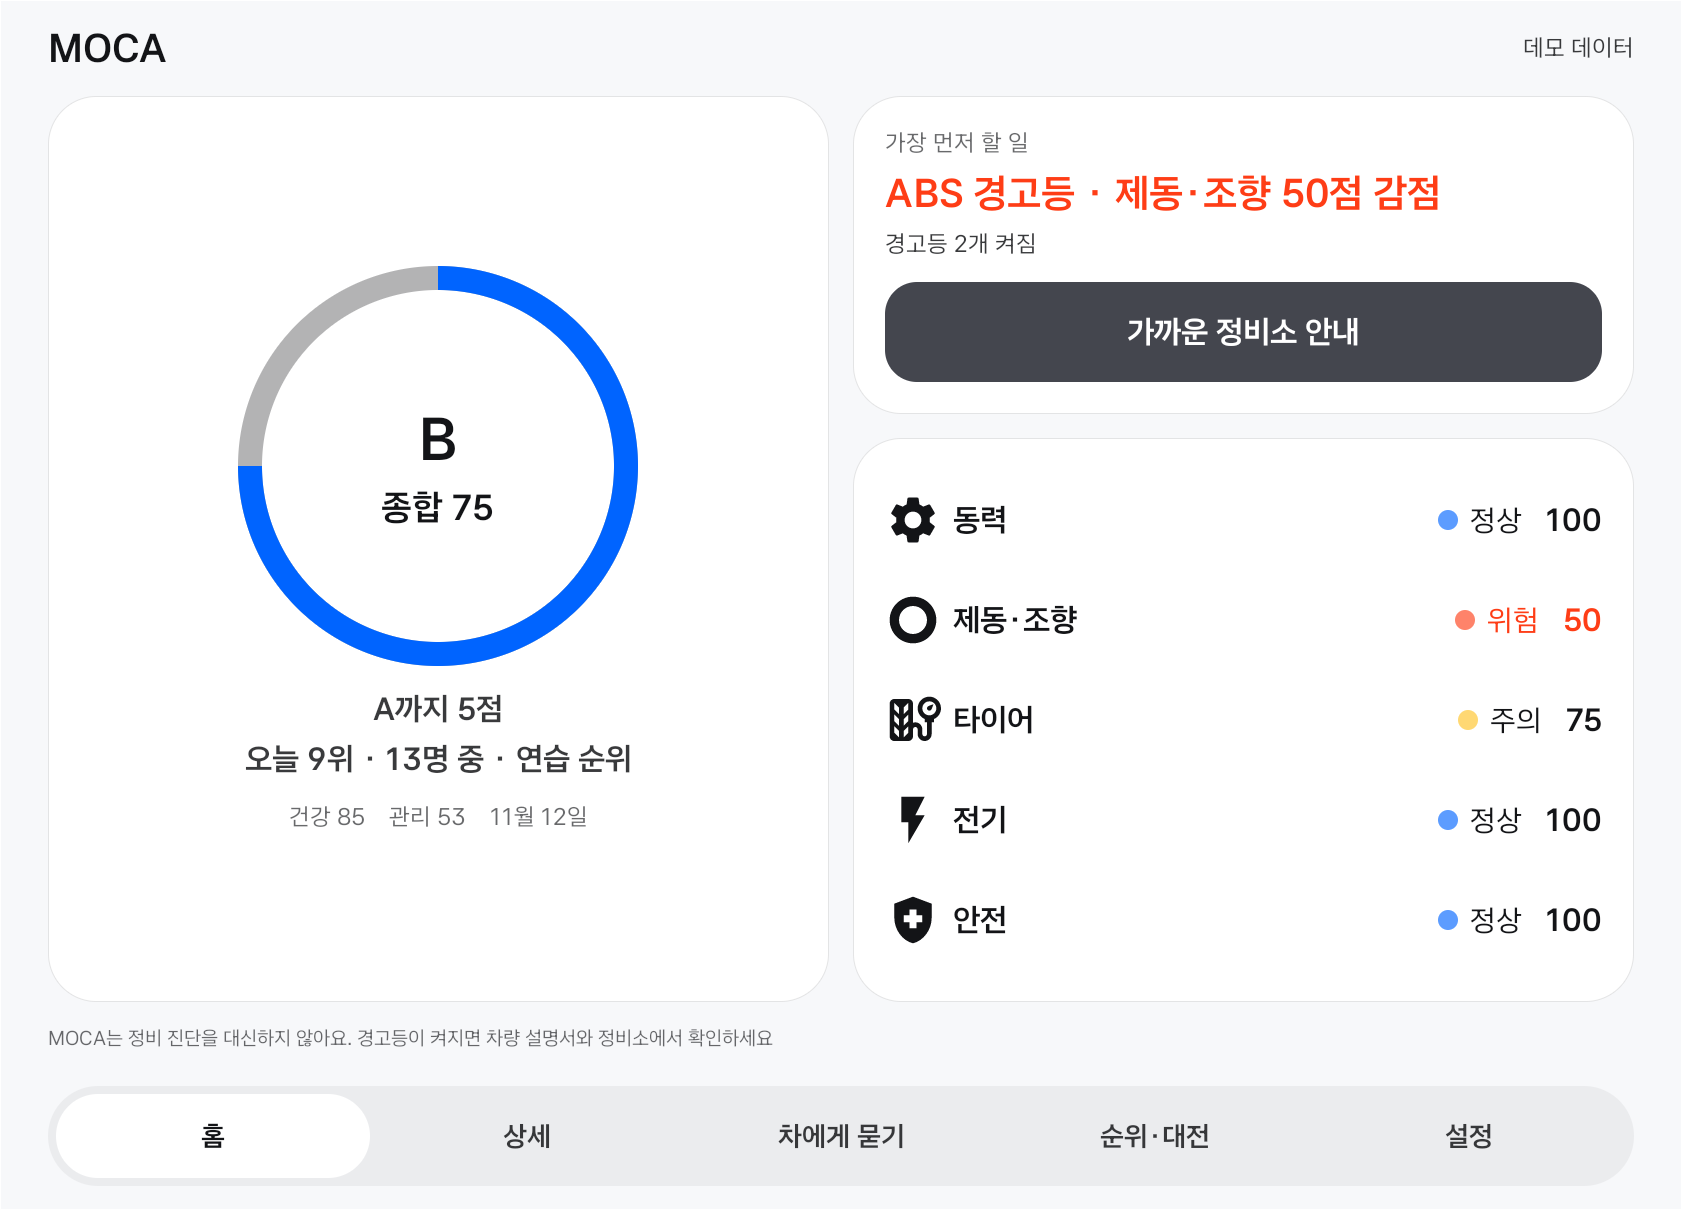 MOCA
데모 데이터
B
종합 75
A까지 5점
오늘 9위 · 13명 중 · 연습 순위
건강 85 관리 53 11월 12일
가장 먼저 할 일
ABS 경고등 · 제동·조향 50점 감점
경고등 2개 켜짐
가까운 정비소 안내
동력 정상 100
제동·조향 위험 50
타이어 주의 75
전기 정상 100
안전 정상 100
MOCA는 정비 진단을 대신하지 않아요. 경고등이 켜지면 차량 설명서와 정비소에서 확인하세요
홈 상세 차에게 묻기 순위·대전 설정